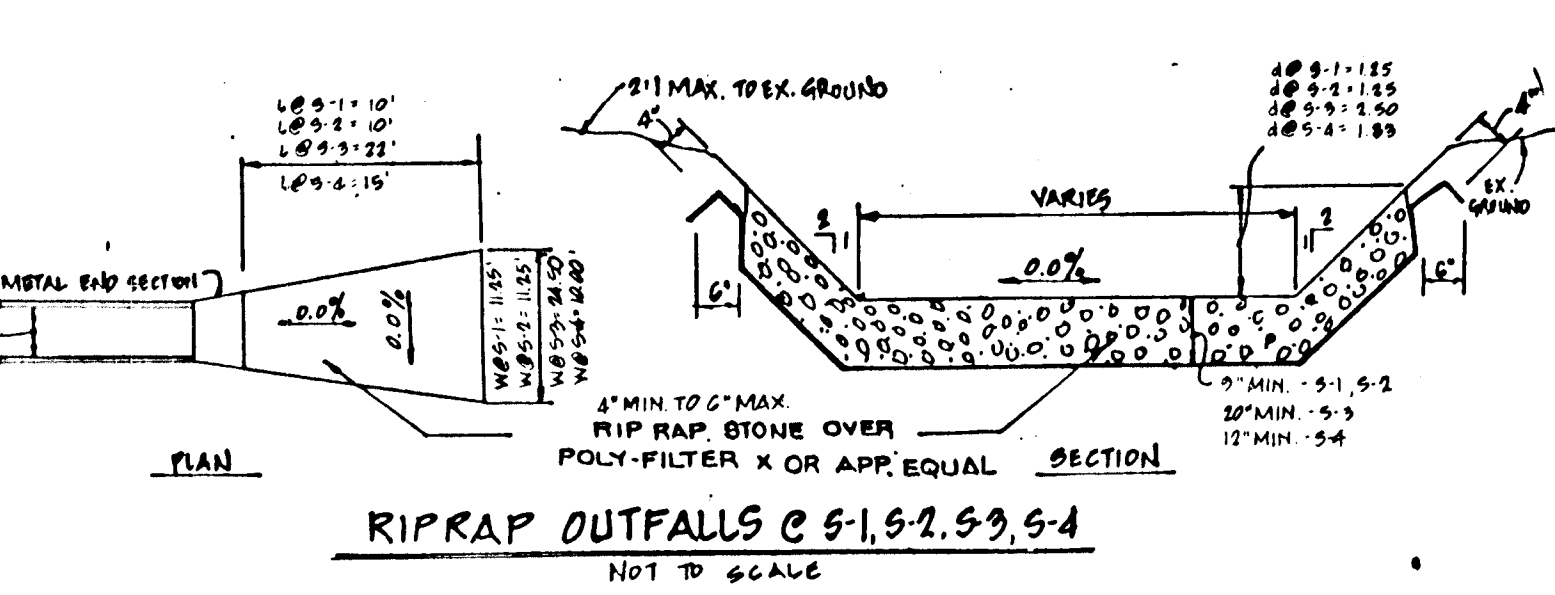 L@ S-1 = 10'
L@ S-2 = 10'
L@ S-3 = 22'
L@ S-4 = 15'
METAL END SECTION
0.0%
0.0%
W@ S-1 = 11.25'
W@ S-2 = 11.25'
W@ S-3 = 24.50'
PLAN
2:1 MAX. TO EX. GROUND
4"
d@ S-1 = 1.25
d@ S-2 = 1.25
d@ S-3 = 2.50
d@ S-4 = 1.83
4"
EX.
GROUND
VARIES
2
1
1
2
0.0%
6"
6"
9" MIN. - S-1, S-2
20" MIN. - S-3
12" MIN. - S-4
4" MIN. TO 6" MAX.
RIP RAP. STONE OVER
POLY-FILTER X OR APP. EQUAL
SECTION
RIPRAP OUTFALLS @ S-1, S-2, S-3, S-4
NOT TO SCALE